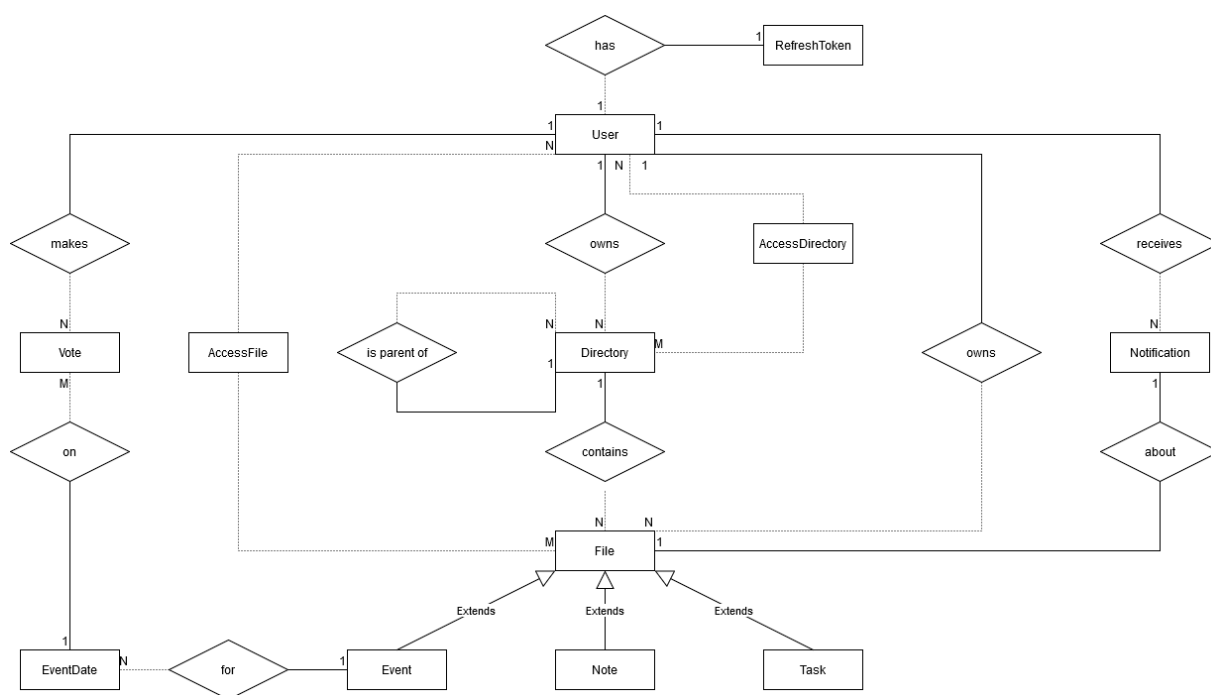 has
1
RefreshToken
1
1
User
1
N
1
N
1
makes
owns
AccessDirectory
receives
N
N
N
N
Vote
AccessFile
is parent of
Directory
M
owns
Notification
M
1
1
1
on
contains
about
N
N
M
File
1
Extends
Extends
Extends
1
EventDate
N
for
1
Event
Note
Task